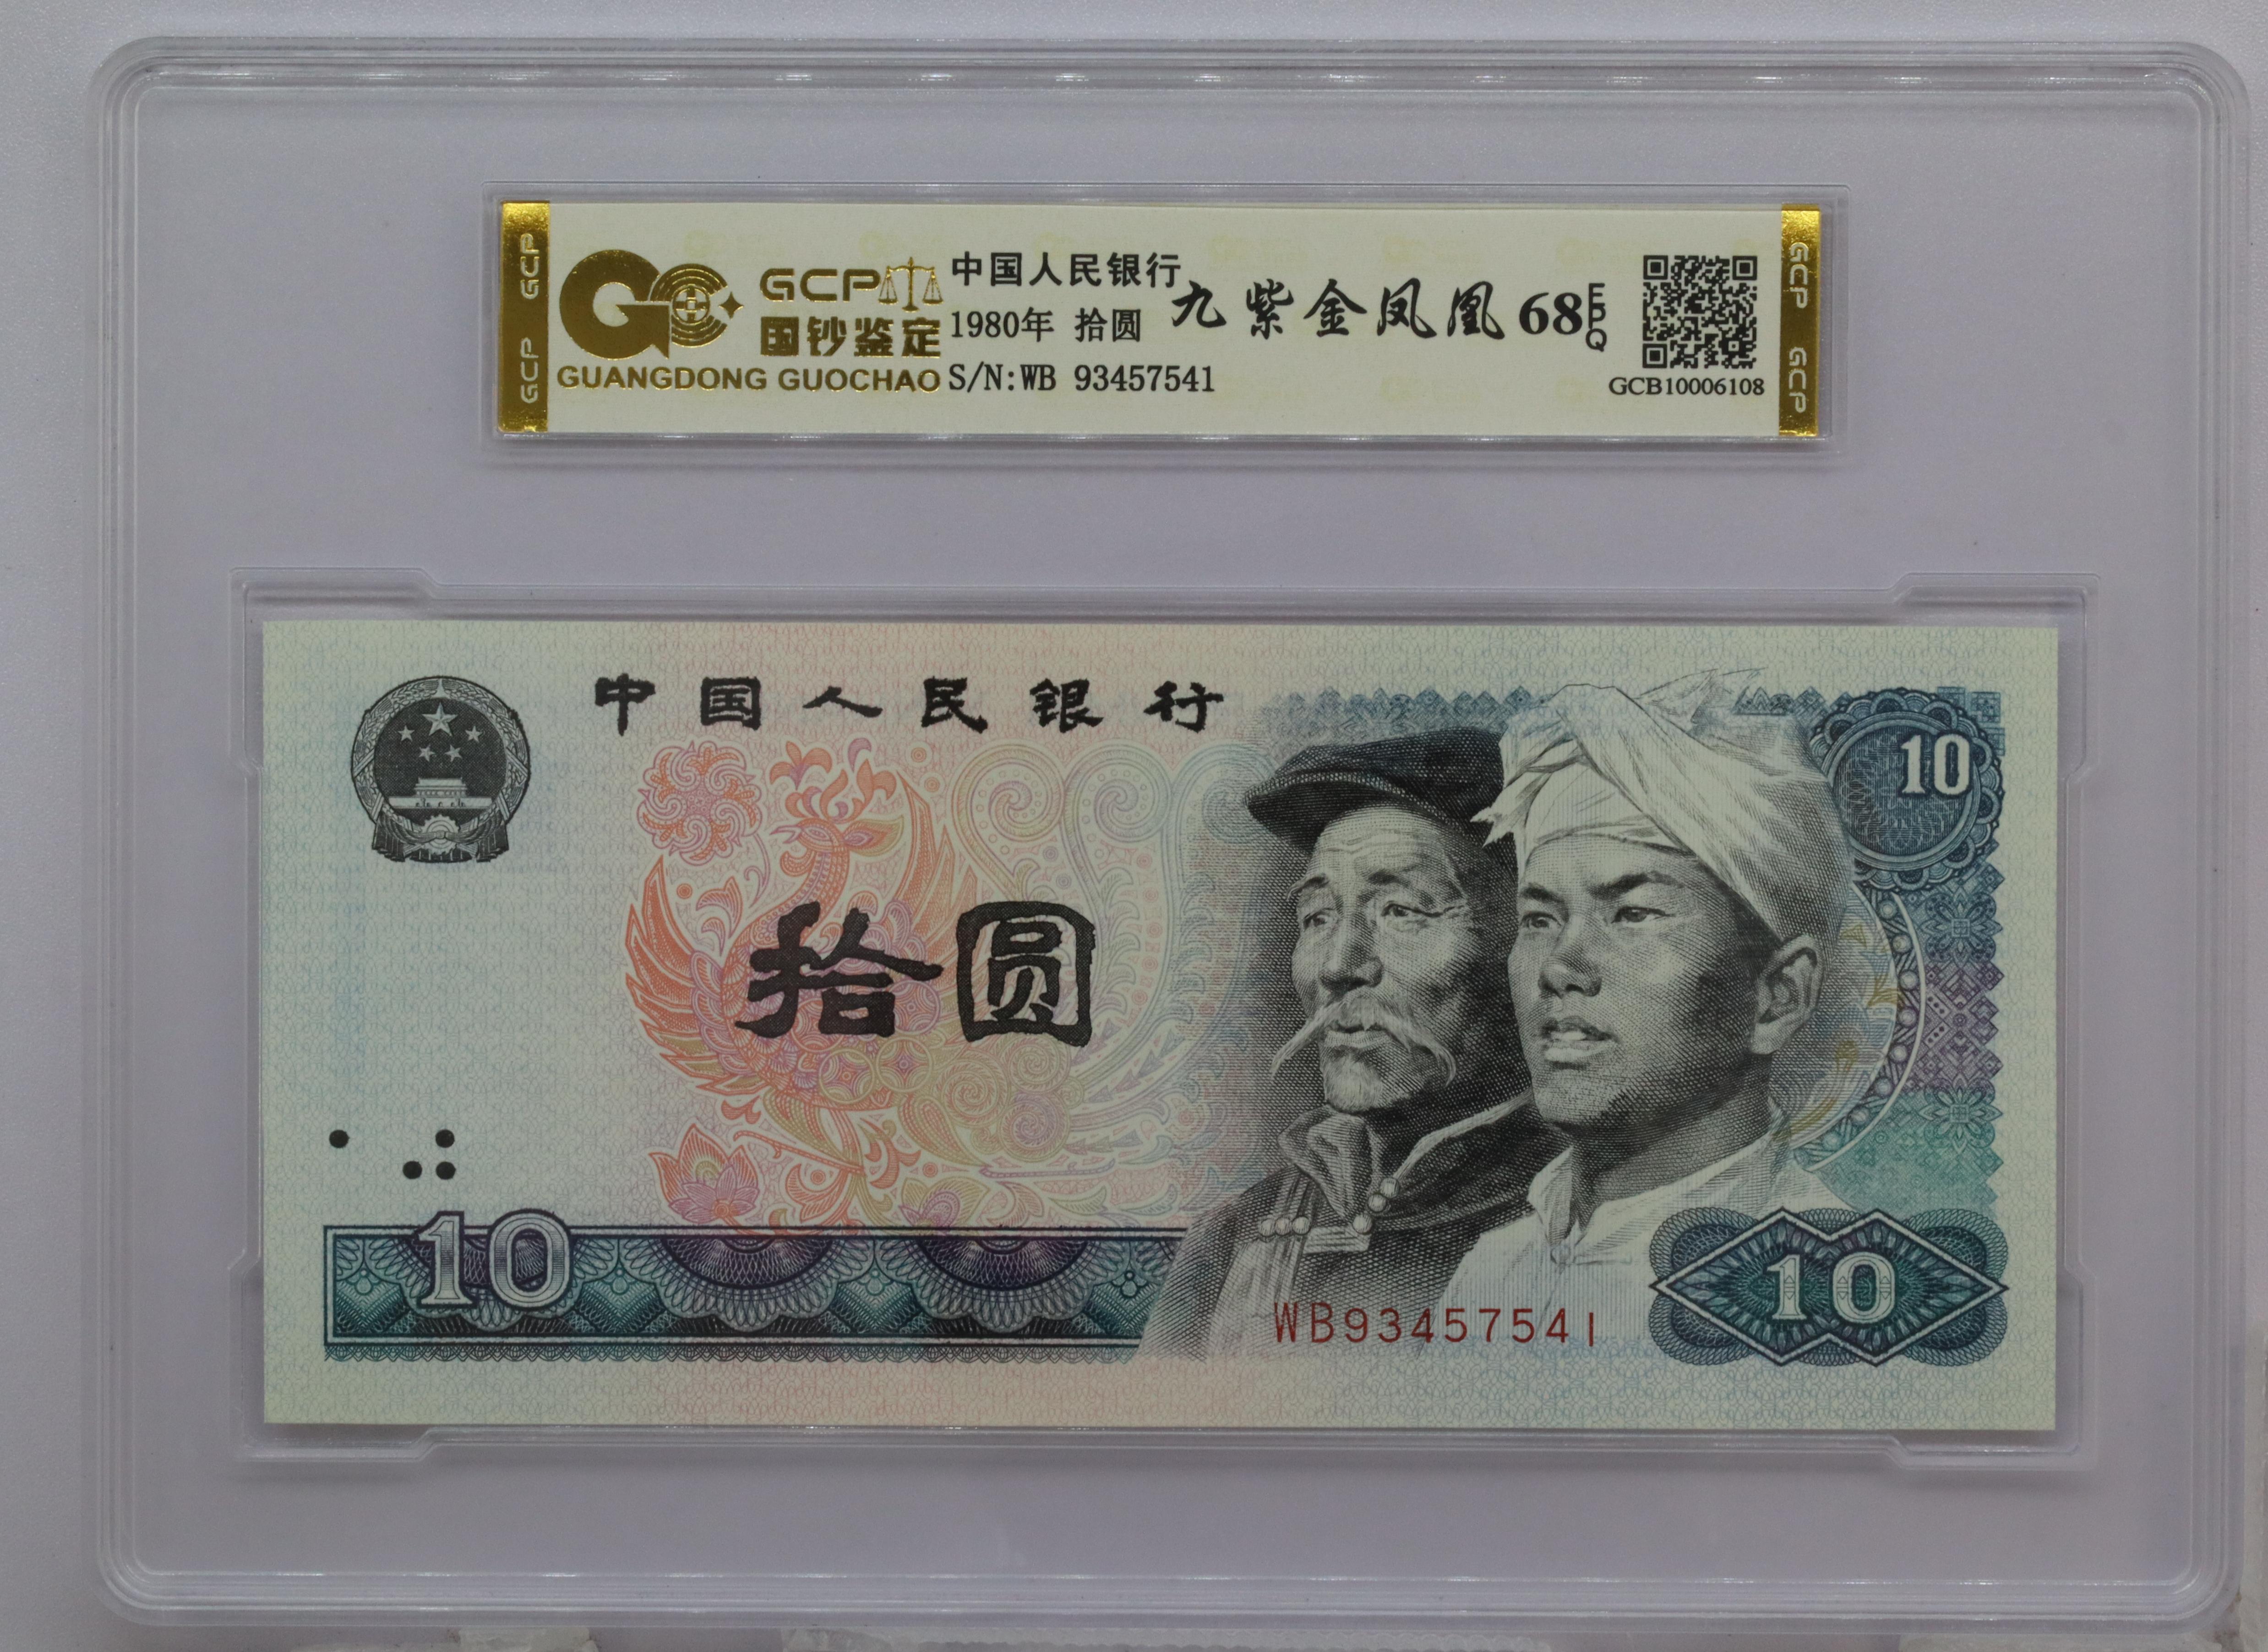 GCP GCP
GCP
国钞鉴定
GUANGDONG GUOCHAO
中国人民银行
1980年 拾圆
S/N:WB 93457541
九紫金凤凰 68 EPQ
GCB10006108
GCP GCP
中国人民银行
10
拾圆
10
WB93457541
10